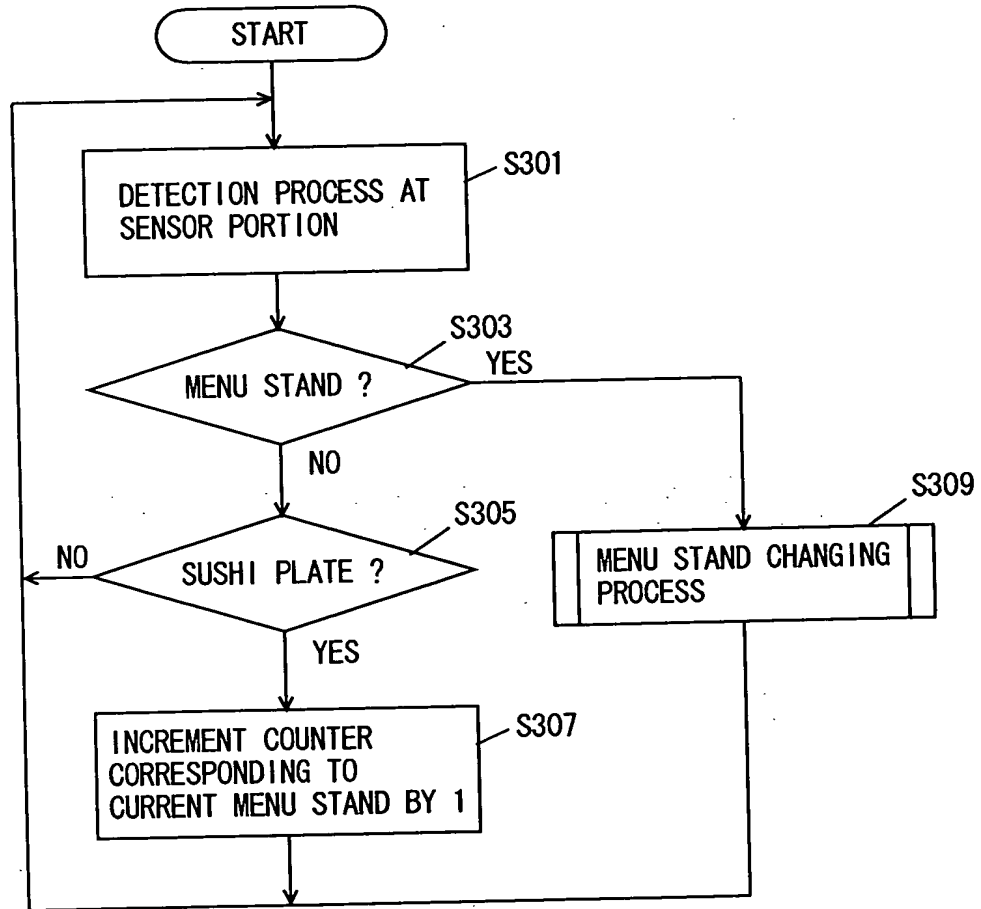 START
S301
DETECTION PROCESS AT
SENSOR PORTION
S303
MENU STAND ?
YES
NO
S305
NO
SUSHI PLATE ?
YES
S309
MENU STAND CHANGING
PROCESS
S307
INCREMENT COUNTER
CORRESPONDING TO
CURRENT MENU STAND BY 1